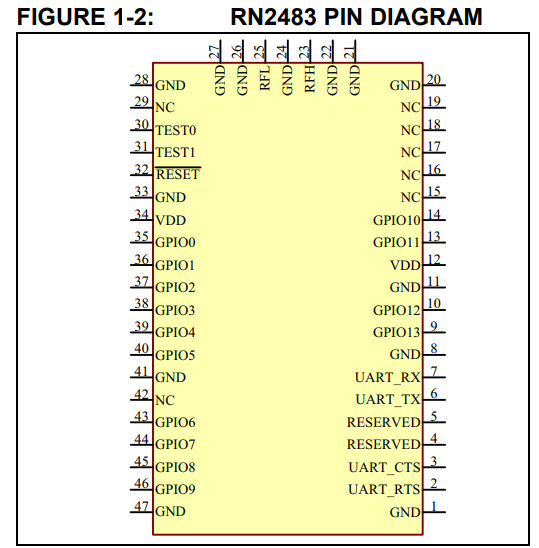 FIGURE 1-2: RN2483 PIN DIAGRAM
27 26 25 24 23 22 21
GND GND RFL GND RFH GND GND
28 GND GND 20
29 NC NC 19
30 TEST0 NC 18
31 TEST1 NC 17
32 RESET NC 16
33 GND NC 15
34 VDD GPIO10 14
35 GPIO0 GPIO11 13
36 GPIO1 VDD 12
37 GPIO2 GND 11
38 GPIO3 GPIO12 10
39 GPIO4 GPIO13 9
40 GPIO5 GND 8
41 GND UART_RX 7
42 NC UART_TX 6
43 GPIO6 RESERVED 5
44 GPIO7 RESERVED 4
45 GPIO8 UART_CTS 3
46 GPIO9 UART_RTS 2
47 GND GND 1